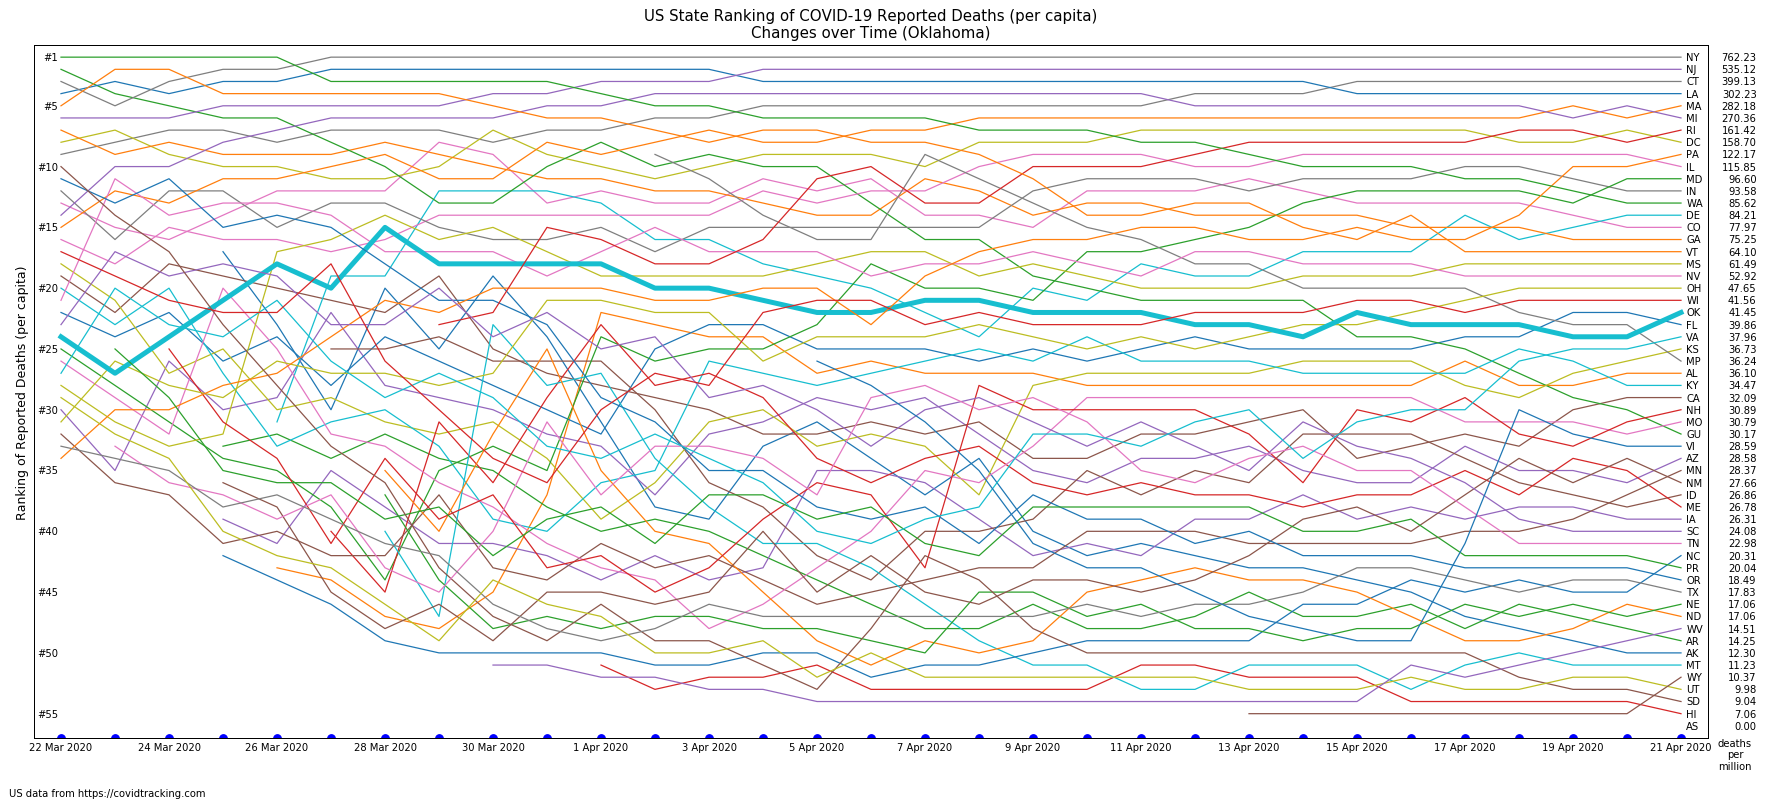 US State Ranking of COVID-19 Reported Deaths (per capita)
Changes over Time (Oklahoma)
Ranking of Reported Deaths (per capita)
#1
#5
#10
#15
#20
#25
#30
#35
#40
#45
#50
#55
NY 762.23
NJ 535.12
CT 399.13
LA 302.23
MA 282.18
MI 270.36
RI 161.42
DC 158.70
PA 122.17
IL 115.85
MD 96.60
IN 93.58
WA 85.62
DE 84.21
CO 77.97
GA 75.25
VT 64.10
MS 61.49
NV 52.92
OH 47.65
WI 41.56
OK 41.45
FL 39.86
VA 37.96
KS 36.73
MP 36.24
AL 36.10
KY 34.47
CA 32.09
NH 30.89
MO 30.79
GU 30.17
VI 28.59
AZ 28.58
MN 28.37
NM 27.66
ID 26.86
ME 26.78
IA 26.31
SC 24.08
TN 22.98
NC 20.31
PR 20.04
OR 18.49
TX 17.83
NE 17.06
ND 17.06
WV 14.51
AR 14.25
AK 12.30
MT 11.23
WY 10.37
UT 9.98
SD 9.04
HI 7.06
AS 0.00
22 Mar 2020 24 Mar 2020 26 Mar 2020 28 Mar 2020 30 Mar 2020 1 Apr 2020 3 Apr 2020 5 Apr 2020 7 Apr 2020 9 Apr 2020 11 Apr 2020 13 Apr 2020 15 Apr 2020 17 Apr 2020 19 Apr 2020 21 Apr 2020
deaths
per
million
US data from https://covidtracking.com